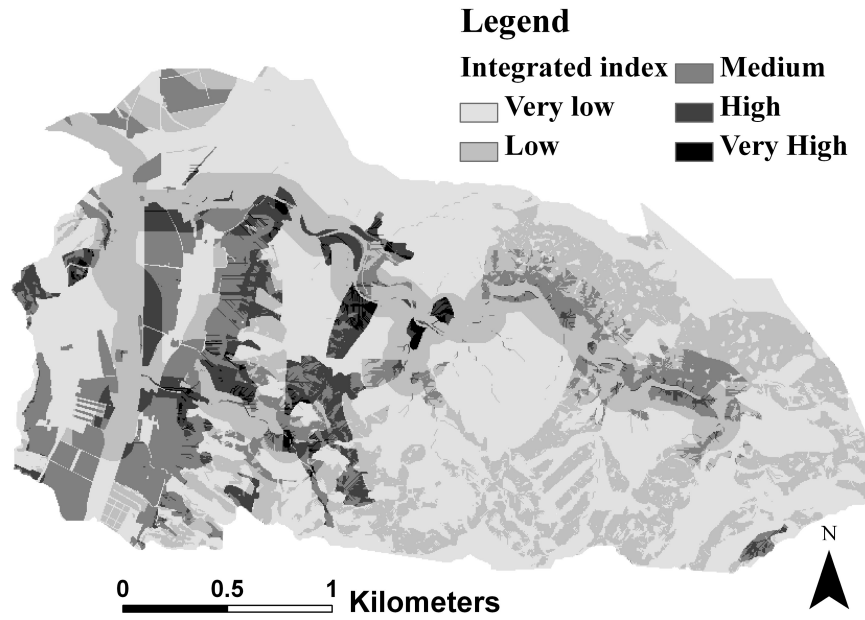 Legend
Integrated index
Very low
Low
Medium
High
Very High
N
0 0.5 1
Kilometers